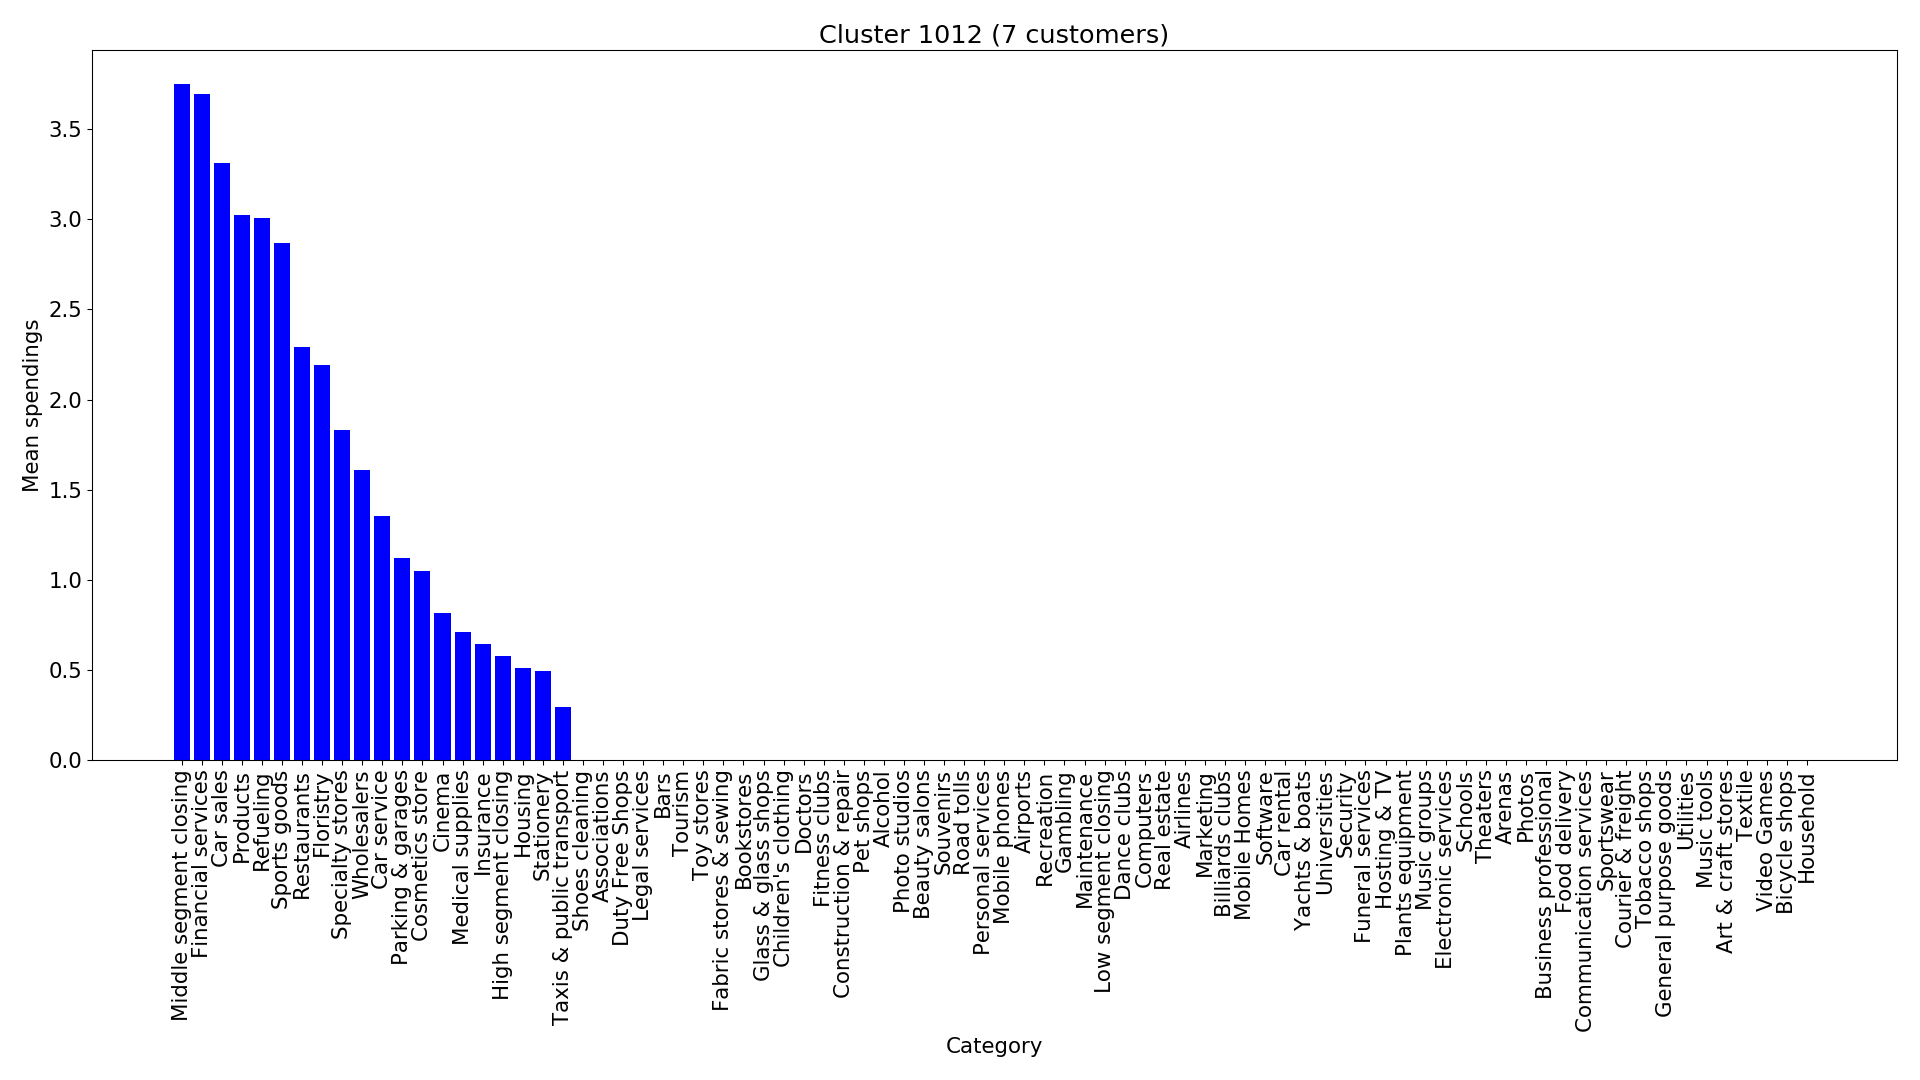 Cluster 1012 (7 customers)
Mean spendings
3.5
3.0
2.5
2.0
1.5
1.0
0.5
0.0
Middle segment closing
Financial services
Car sales
Products
Refueling
Sports goods
Restaurants
Floristry
Specialty stores
Wholesalers
Car service
Parking & garages
Cosmetics store
Cinema
Medical supplies
Insurance
High segment closing
Housing
Stationery
Taxis & public transport
Shoes cleaning
Associations
Duty Free Shops
Legal services
Bars
Tourism
Toy stores
Fabric stores & sewing
Bookstores
Glass & glass shops
Children's clothing
Doctors
Fitness clubs
Construction & repair
Pet shops
Alcohol
Photo studios
Beauty salons
Souvenirs
Road tolls
Personal services
Mobile phones
Airports
Recreation
Gambling
Maintenance
Low segment closing
Dance clubs
Computers
Real estate
Airlines
Marketing
Billiards clubs
Mobile Homes
Software
Car rental
Yachts & boats
Universities
Security
Funeral services
Hosting & TV
Plants equipment
Music groups
Electronic services
Schools
Theaters
Arenas
Photos
Business professional
Food delivery
Communication services
Sportswear
Courier & freight
Tobacco shops
General purpose goods
Utilities
Music tools
Art & craft stores
Textile
Video Games
Bicycle shops
Household
Category